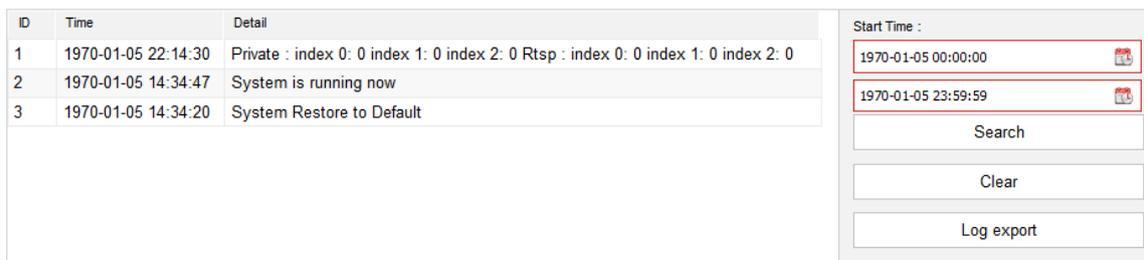 ID Time Detail
1 1970-01-05 22:14:30 Private : index 0: 0 index 1: 0 index 2: 0 Rtsp : index 0: 0 index 1: 0 index 2: 0
2 1970-01-05 14:34:47 System is running now
3 1970-01-05 14:34:20 System Restore to Default
Start Time :
1970-01-05 00:00:00
1970-01-05 23:59:59
Search
Clear
Log export